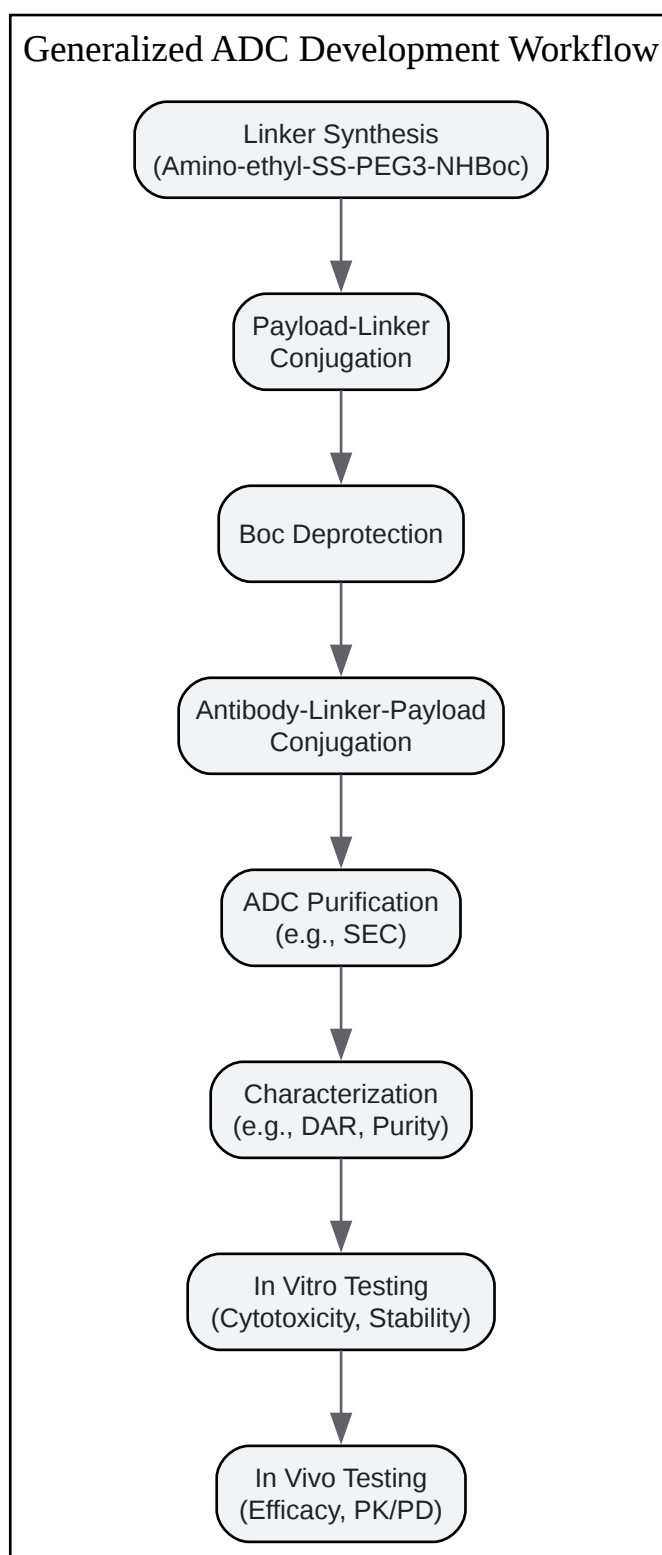 Generalized ADC Development Workflow
Linker Synthesis
(Amino-ethyl-SS-PEG3-NHBoc)
Payload-Linker
Conjugation
Boc Deprotection
Antibody-Linker-Payload
Conjugation
ADC Purification
(e.g., SEC)
Characterization
(e.g., DAR, Purity)
In Vitro Testing
(Cytotoxicity, Stability)
In Vivo Testing
(Efficacy, PK/PD)